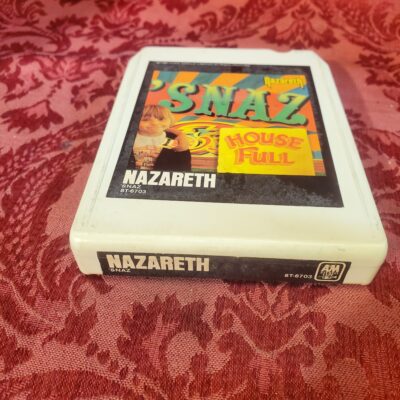 Nazareth
'SNAZ
HOUSE
FULL
NAZARETH
'SNAZ
8T-6703
NAZARETH
'SNAZ
8T-6703
A&M